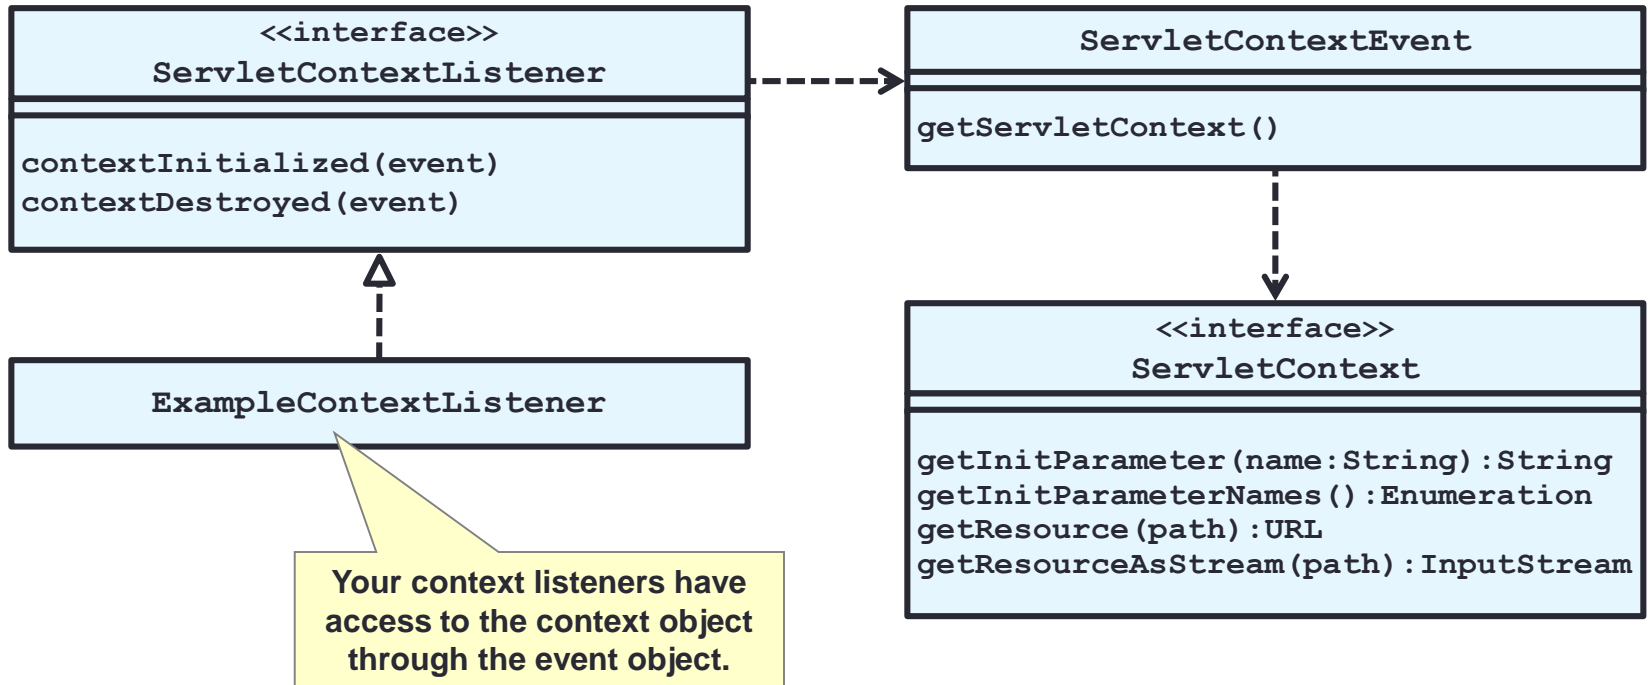 <<interface>>
ServletContextListener
contextInitialized(event)
contextDestroyed(event)
ServletContextEvent
getServletContext()
ExampleContextListener
<<interface>>
ServletContext
getInitParameter(name:String):String
getInitParameterNames():Enumeration
getResource(path):URL
getResourceAsStream(path):InputStream
Your context listeners have
access to the context object
through the event object.